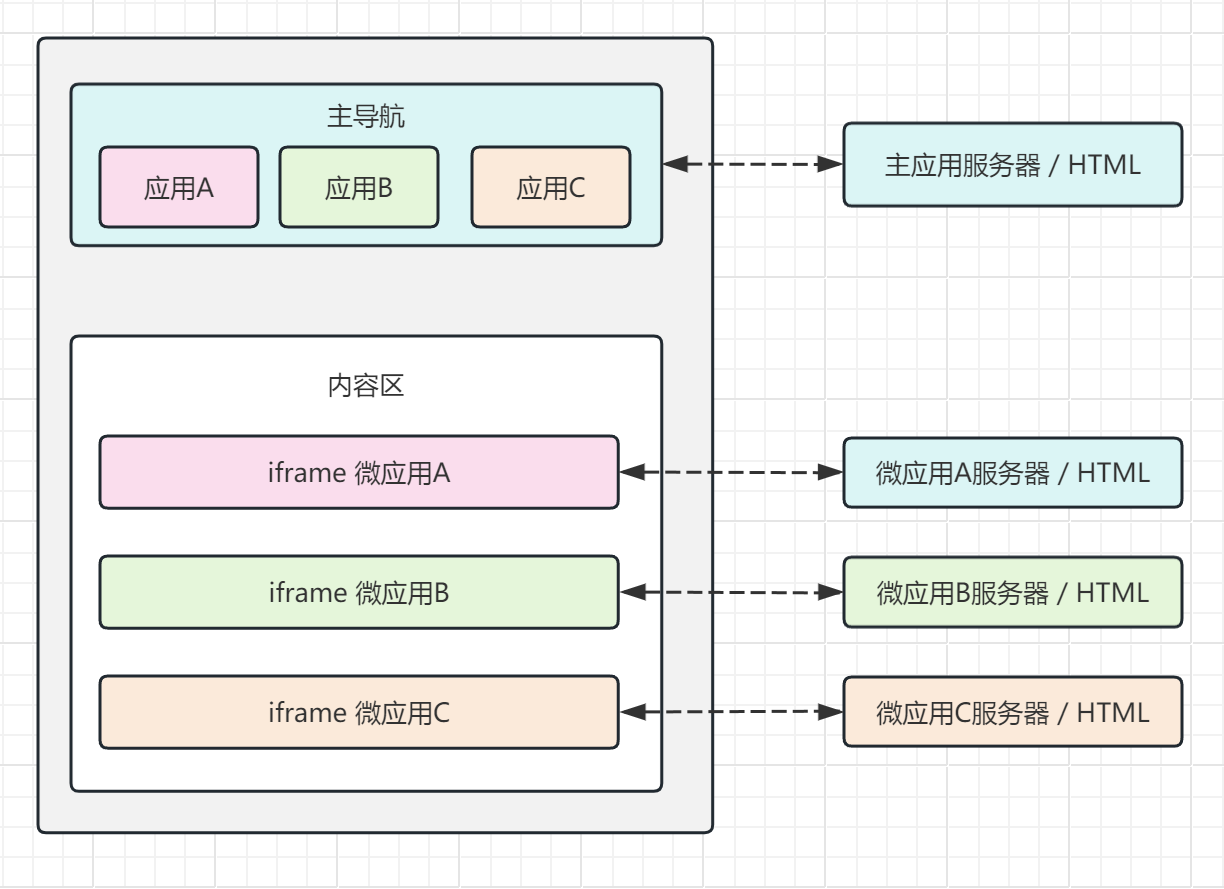 主导航
应用A
应用B
应用C
主应用服务器 / HTML
内容区
iframe 微应用A
微应用A服务器 / HTML
iframe 微应用B
微应用B服务器 / HTML
iframe 微应用C
微应用C服务器 / HTML